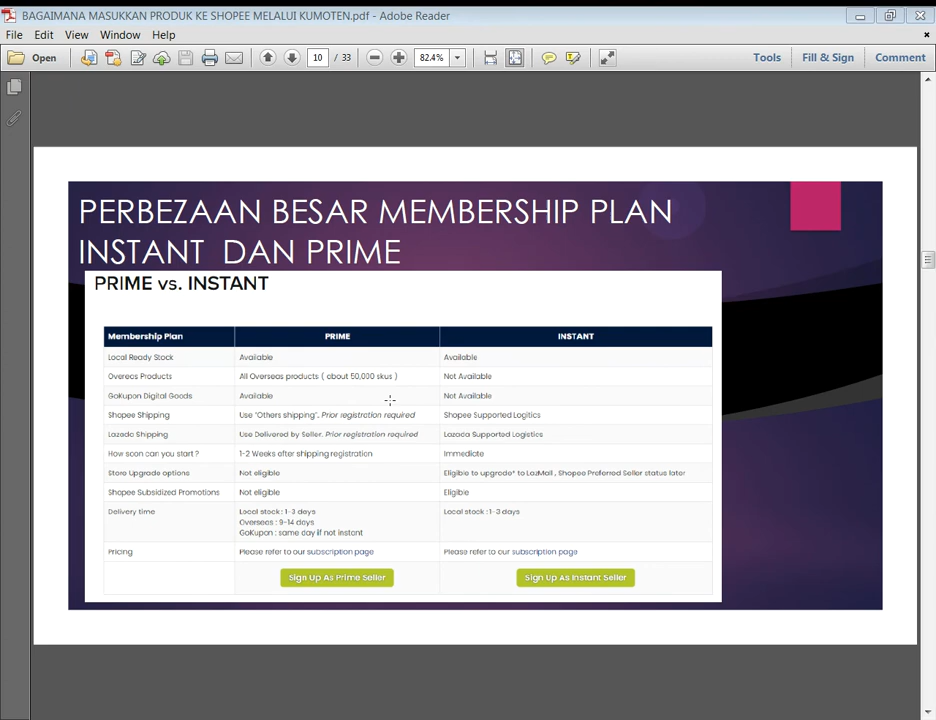 BAGAIMANA MASUKKAN PRODUK KE SHOPEE MELALUI KUMOTEN.pdf - Adobe Reader
File Edit View Window Help
Open 10 / 33 82.4% Tools Fill & Sign Comment
PERBEZAAN BESAR MEMBERSHIP PLAN
INSTANT DAN PRIME
PRIME vs. INSTANT
Membership Plan PRIME INSTANT
Local Ready Stock Available Available
Overeas Products All Overseas products ( about 50,000 skus ) Not Available
GoKupon Digital Goods Available Not Available
Shopee Shipping Use "Others shipping". Prior registration required Shopee Supported Logitics
Lazada Shipping Use Delivered by Seller. Prior registration required Lazada Supported Logistics
How soon can you start ? 1-2 Weeks after shipping registration Immediate
Store Upgrade options Not eligible Eligible to upgrade* to LazMall , Shopee Preferred Seller status later
Shopee Subsidized Promotions Not eligible Eligible
Delivery time Local stock : 1-3 days Local stock : 1-3 days
Overseas : 9-14 days
GoKupon : same day if not instant
Pricing Please refer to our subscription page Please refer to our subscription page
Sign Up As Prime Seller Sign Up As Instant Seller